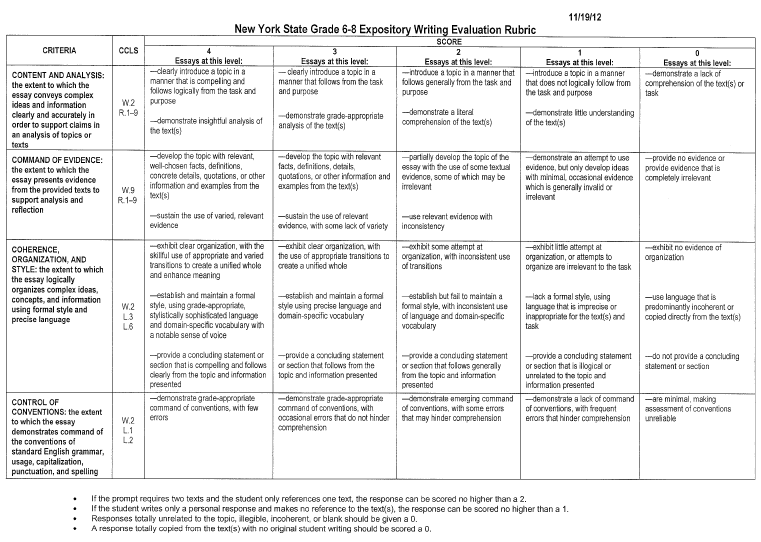 11/19/12
New York State Grade 6-8 Expository Writing Evaluation Rubric
CRITERIA
CCLS
SCORE
4
Essays at this level:
3
Essays at this level:
2
Essays at this level:
1
Essays at this level:
0
Essays at this level:
CONTENT AND ANALYSIS:
the extent to which the
essay conveys complex
ideas and information
clearly and accurately in
order to support claims in
an analysis of topics or
texts
W.2
R.1–9
—clearly introduce a topic in a
manner that is compelling and
follows logically from the task and
purpose
—demonstrate insightful analysis of
the text(s)
—clearly introduce a topic in a
manner that follows from the task
and purpose
—demonstrate grade-appropriate
analysis of the text(s)
—introduce a topic in a manner that
follows generally from the task and
purpose
—demonstrate a literal
comprehension of the text(s)
—introduce a topic in a manner
that does not logically follow from
the task and purpose
—demonstrate little understanding
of the text(s)
—demonstrate a lack of
comprehension of the text(s) or
task
COMMAND OF EVIDENCE:
the extent to which the
essay presents evidence
from the provided texts to
support analysis and
reflection
W.9
R.1–9
—develop the topic with relevant,
well-chosen facts, definitions,
concrete details, quotations, or other
information and examples from the
text(s)
—sustain the use of varied, relevant
evidence
—develop the topic with relevant
facts, definitions, details,
quotations, or other information
and examples from the text(s)
—sustain the use of relevant
evidence, with some lack of variety
—partially develop the topic of the
essay with the use of some textual
evidence, some of which may be
irrelevant
—use relevant evidence with
inconsistency
—demonstrate an attempt to use
evidence, but only develop ideas
with minimal, occasional evidence
which is generally invalid or
irrelevant
—provide no evidence or
provide evidence that is
completely irrelevant
COHERENCE,
ORGANIZATION, AND
STYLE: the extent to which
the essay logically
organizes complex ideas,
concepts, and information
using formal style and
precise language
W.2
L.3
L.6
—exhibit clear organization, with the
skillful use of appropriate and varied
transitions to create a unified whole
and enhance meaning
—establish and maintain a formal
style, using grade-appropriate,
stylistically sophisticated language
and domain-specific vocabulary with
a notable sense of voice
—provide a concluding statement
or section that is compelling and follows
clearly from the topic and information
presented
—exhibit clear organization, with
the use of appropriate transitions to
create a unified whole
—establish and maintain a formal
style using precise language and
domain-specific vocabulary
—provide a concluding statement
or section that follows from the
topic and information presented
—exhibit some attempt at
organization, with inconsistent use
of transitions
—establish but fail to maintain a
formal style, with inconsistent use
of language and domain-specific
vocabulary
—provide a concluding statement
or section that follows generally
from the topic and information
presented
—exhibit little attempt at
organization, or attempts to
organize are irrelevant to the task
—lack a formal style, using
language that is imprecise or
inappropriate for the text(s) and
task
—provide a concluding statement
or section that is illogical or
unrelated to the topic and
information presented
—exhibit no evidence of
organization
—use language that is
predominantly incoherent or
copied directly from the text(s)
—do not provide a concluding
statement or section
CONTROL OF
CONVENTIONS: the extent
to which the essay
demonstrates command of
the conventions of
standard English grammar,
usage, capitalization,
punctuation, and spelling
W.2
L.1
L.2
—demonstrate grade-appropriate
command of conventions, with few
errors
—demonstrate grade-appropriate
command of conventions, with
occasional errors that do not hinder
comprehension
—demonstrate emerging command
of conventions, with some errors
that may hinder comprehension
—demonstrate a lack of command
of conventions, with frequent
errors that hinder comprehension
—are minimal, making
assessment of conventions
unreliable
• If the prompt requires two texts and the student only references one text, the response can be scored no higher than a 2.
• If the student writes only a personal response and makes no reference to the text(s), the response can be scored no higher than a 1.
• Responses totally unrelated to the topic, illegible, incoherent, or blank should be given a 0.
• A response totally copied from the text(s) with no original student writing should be scored a 0.